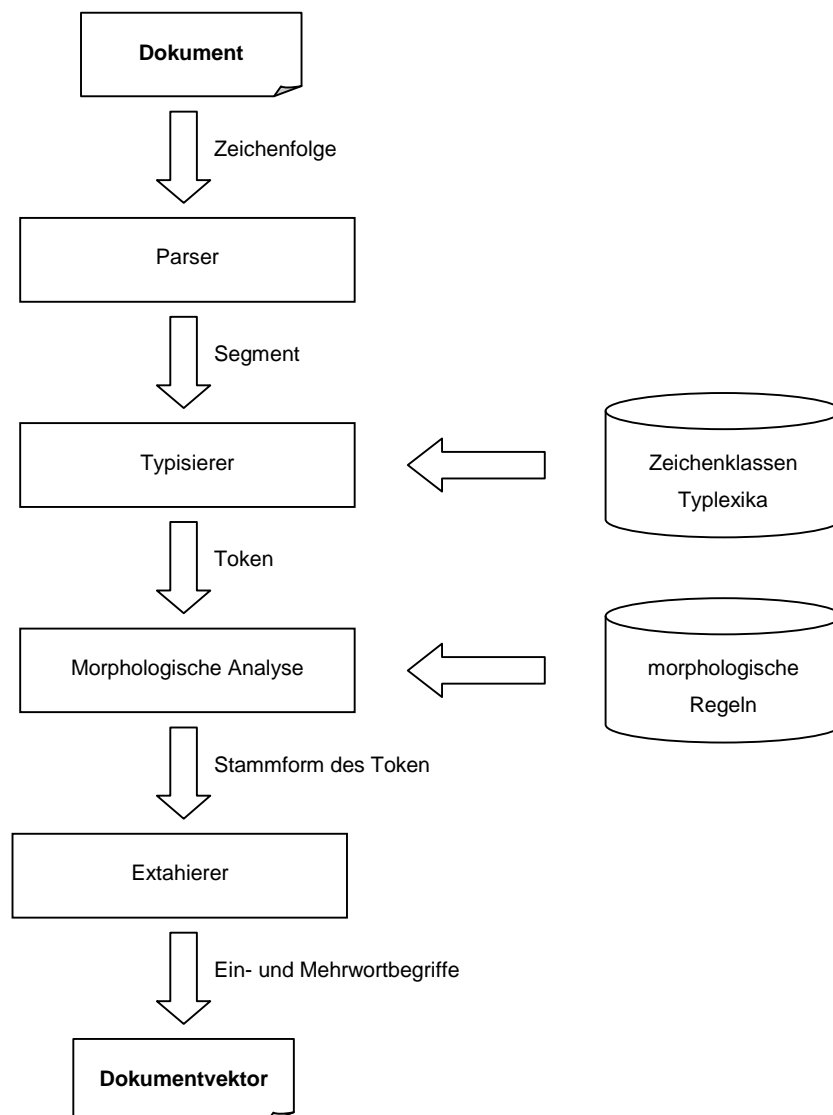 Dokument
Zeichenfolge
Parser
Segment
Typisierer
Zeichenklassen
Typlexika
Token
Morphologische Analyse
morphologische
Regeln
Stammform des Token
Extahierer
Ein- und Mehrwortbegriffe
Dokumentvektor